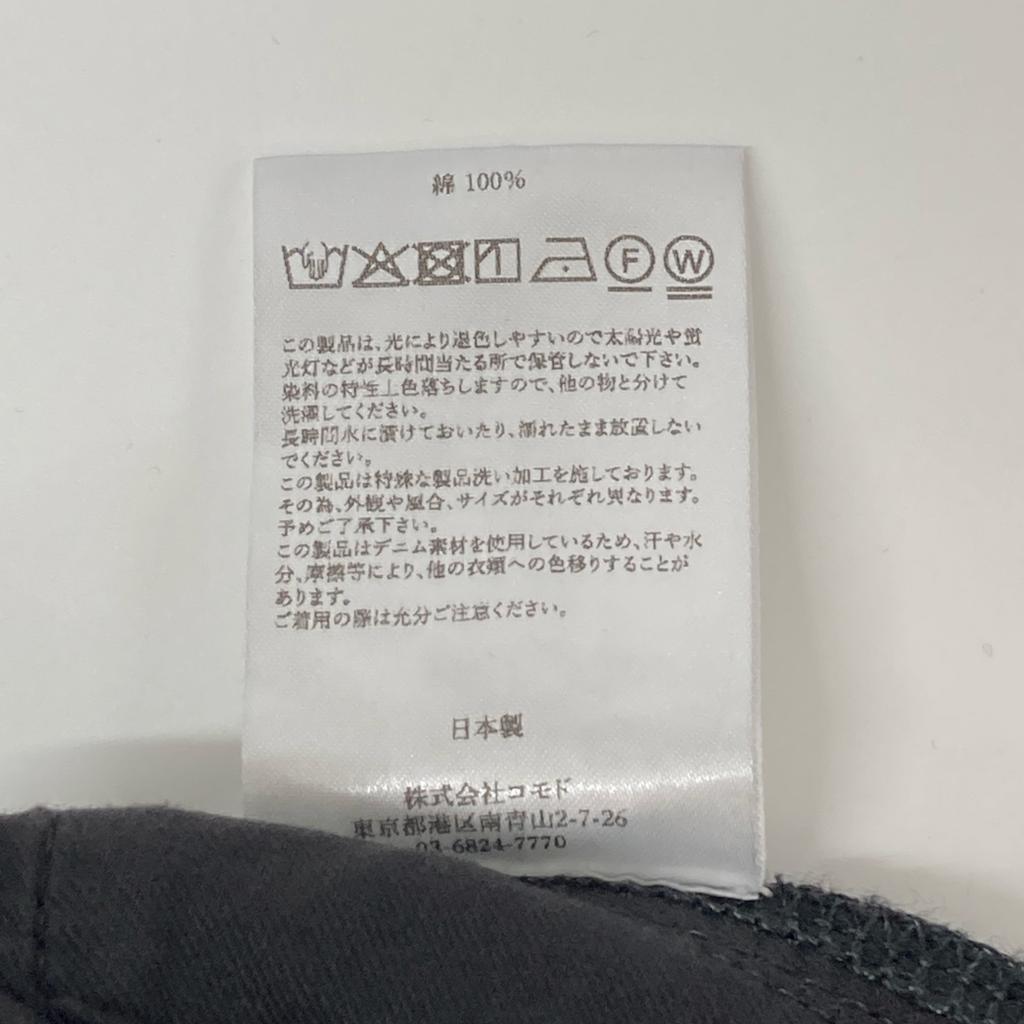 綿 100%
F W
この製品は、光により退色しやすいので太陽光や蛍
光灯などが長時間当たる所で保管しないで下さい。
染料の特性上色落ちしますので、他の物と分けて
洗濯してください。
長時間水に漬けておいたり、濡れたまま放置しない
でください。
この製品は特殊な製品洗い加工を施しております。
その為、外観や風合、サイズがそれぞれ異なります。
予めご了承下さい。
この製品はデニム素材を使用しているため、汗や水
分、摩擦等により、他の衣類への色移りすることが
あります。
ご着用の際は充分ご注意ください。
日本製
株式会社コモド
東京都港区南青山2-7-26
03-6824-7770